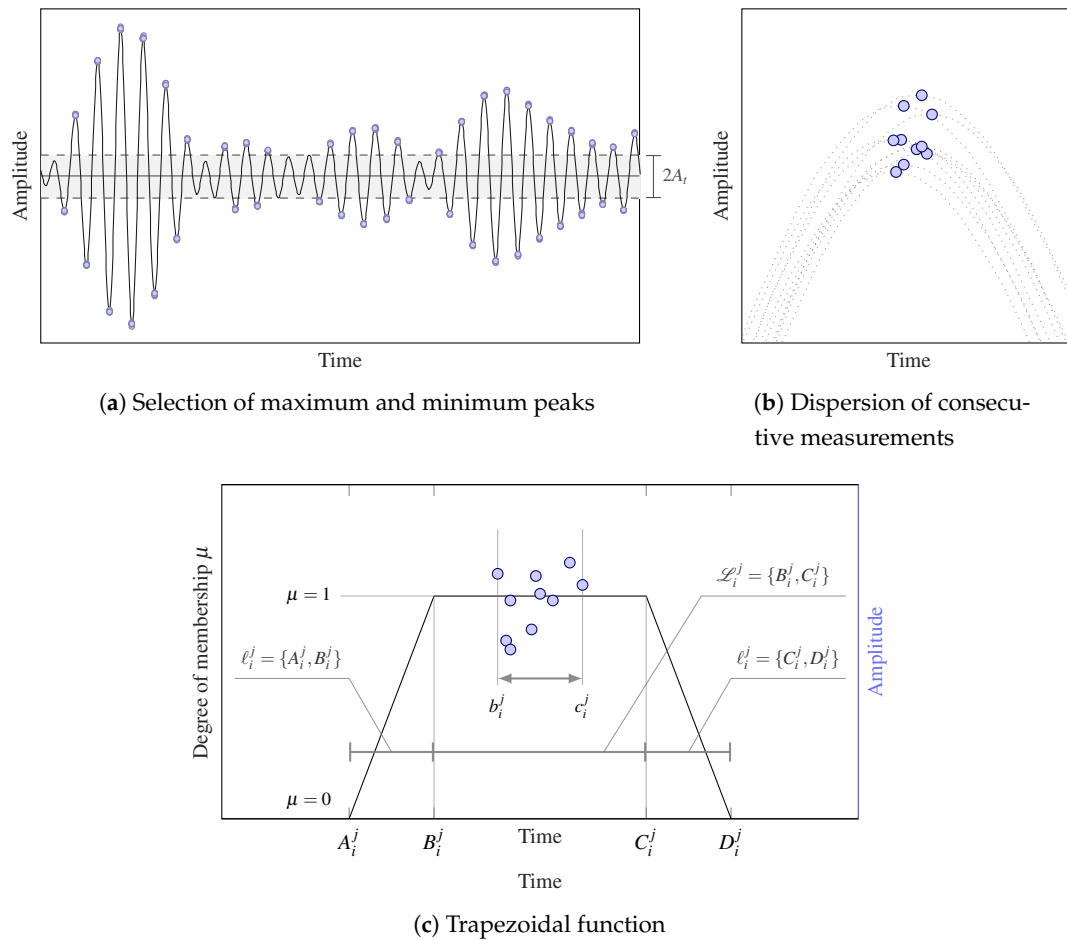 Amplitude
2A_t
Time
(a) Selection of maximum and minimum peaks
Amplitude
Time
(b) Dispersion of consecu-
tive measurements
Degree of membership μ
μ = 1
μ = 0
ℓ_i^j = {A_i^j, B_i^j}
b_i^j
c_i^j
ℒ_i^j = {B_i^j, C_i^j}
ℓ_i^j = {C_i^j, D_i^j}
Amplitude
A_i^j
B_i^j
Time
C_i^j
D_i^j
Time
(c) Trapezoidal function